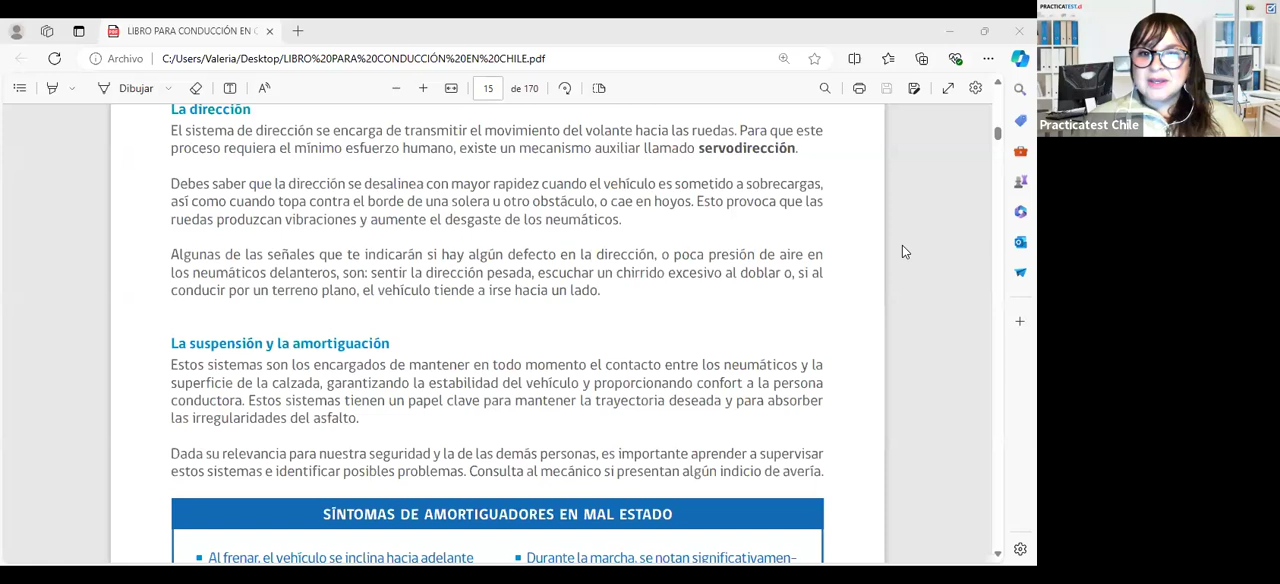 LIBRO PARA CONDUCCIÓN EN C
Archivo
C:/Users/Valeria/Desktop/LIBRO%20PARA%20CONDUCCIÓN%20EN%20CHILE.pdf
Dibujar
15
de 170
La dirección
El sistema de dirección se encarga de transmitir el movimiento del volante hacia las ruedas. Para que este
proceso requiera el mínimo esfuerzo humano, existe un mecanismo auxiliar llamado servodirección.
Debes saber que la dirección se desalinea con mayor rapidez cuando el vehículo es sometido a sobrecargas,
así como cuando topa contra el borde de una solera u otro obstáculo, o cae en hoyos. Esto provoca que las
ruedas produzcan vibraciones y aumente el desgaste de los neumáticos.
Algunas de las señales que te indicarán si hay algún defecto en la dirección, o poca presión de aire en
los neumáticos delanteros, son: sentir la dirección pesada, escuchar un chirrido excesivo al doblar o, si al
conducir por un terreno plano, el vehículo tiende a irse hacia un lado.
La suspensión y la amortiguación
Estos sistemas son los encargados de mantener en todo momento el contacto entre los neumáticos y la
superficie de la calzada, garantizando la estabilidad del vehículo y proporcionando confort a la persona
conductora. Estos sistemas tienen un papel clave para mantener la trayectoria deseada y para absorber
las irregularidades del asfalto.
Dada su relevancia para nuestra seguridad y la de las demás personas, es importante aprender a supervisar
estos sistemas e identificar posibles problemas. Consulta al mecánico si presentan algún indicio de avería.
SÍNTOMAS DE AMORTIGUADORES EN MAL ESTADO
▪ Al frenar, el vehículo se inclina hacia adelante
▪ Durante la marcha, se notan significativamen-
PRACTICATEST.cl
Practicatest Chile